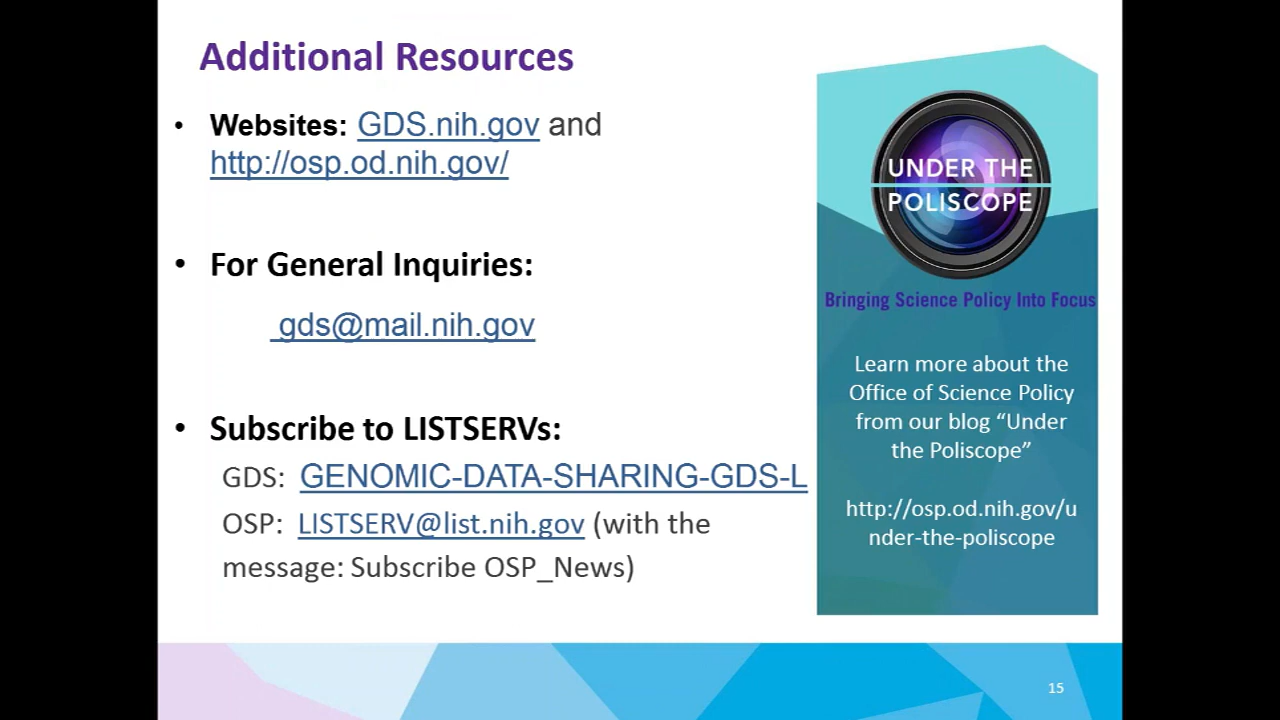 Additional Resources
• Websites: GDS.nih.gov and
http://osp.od.nih.gov/
• For General Inquiries:
gds@mail.nih.gov
• Subscribe to LISTSERVs:
GDS: GENOMIC-DATA-SHARING-GDS-L
OSP: LISTSERV@list.nih.gov (with the
message: Subscribe OSP_News)
UNDER THE
POLISCOPE
Bringing Science Policy Into Focus
Learn more about the
Office of Science Policy
from our blog “Under
the Poliscope”
http://osp.od.nih.gov/u
nder-the-poliscope
15